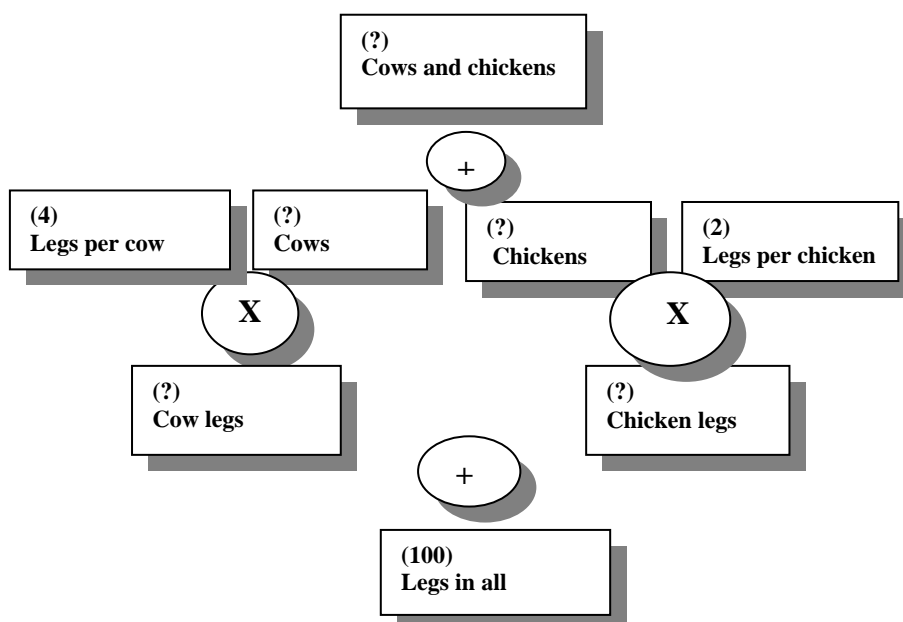 (?)
Cows and chickens
+
(4)
Legs per cow
(?)
Cows
(?)
Chickens
(2)
Legs per chicken
X
X
(?)
Cow legs
(?)
Chicken legs
+
(100)
Legs in all